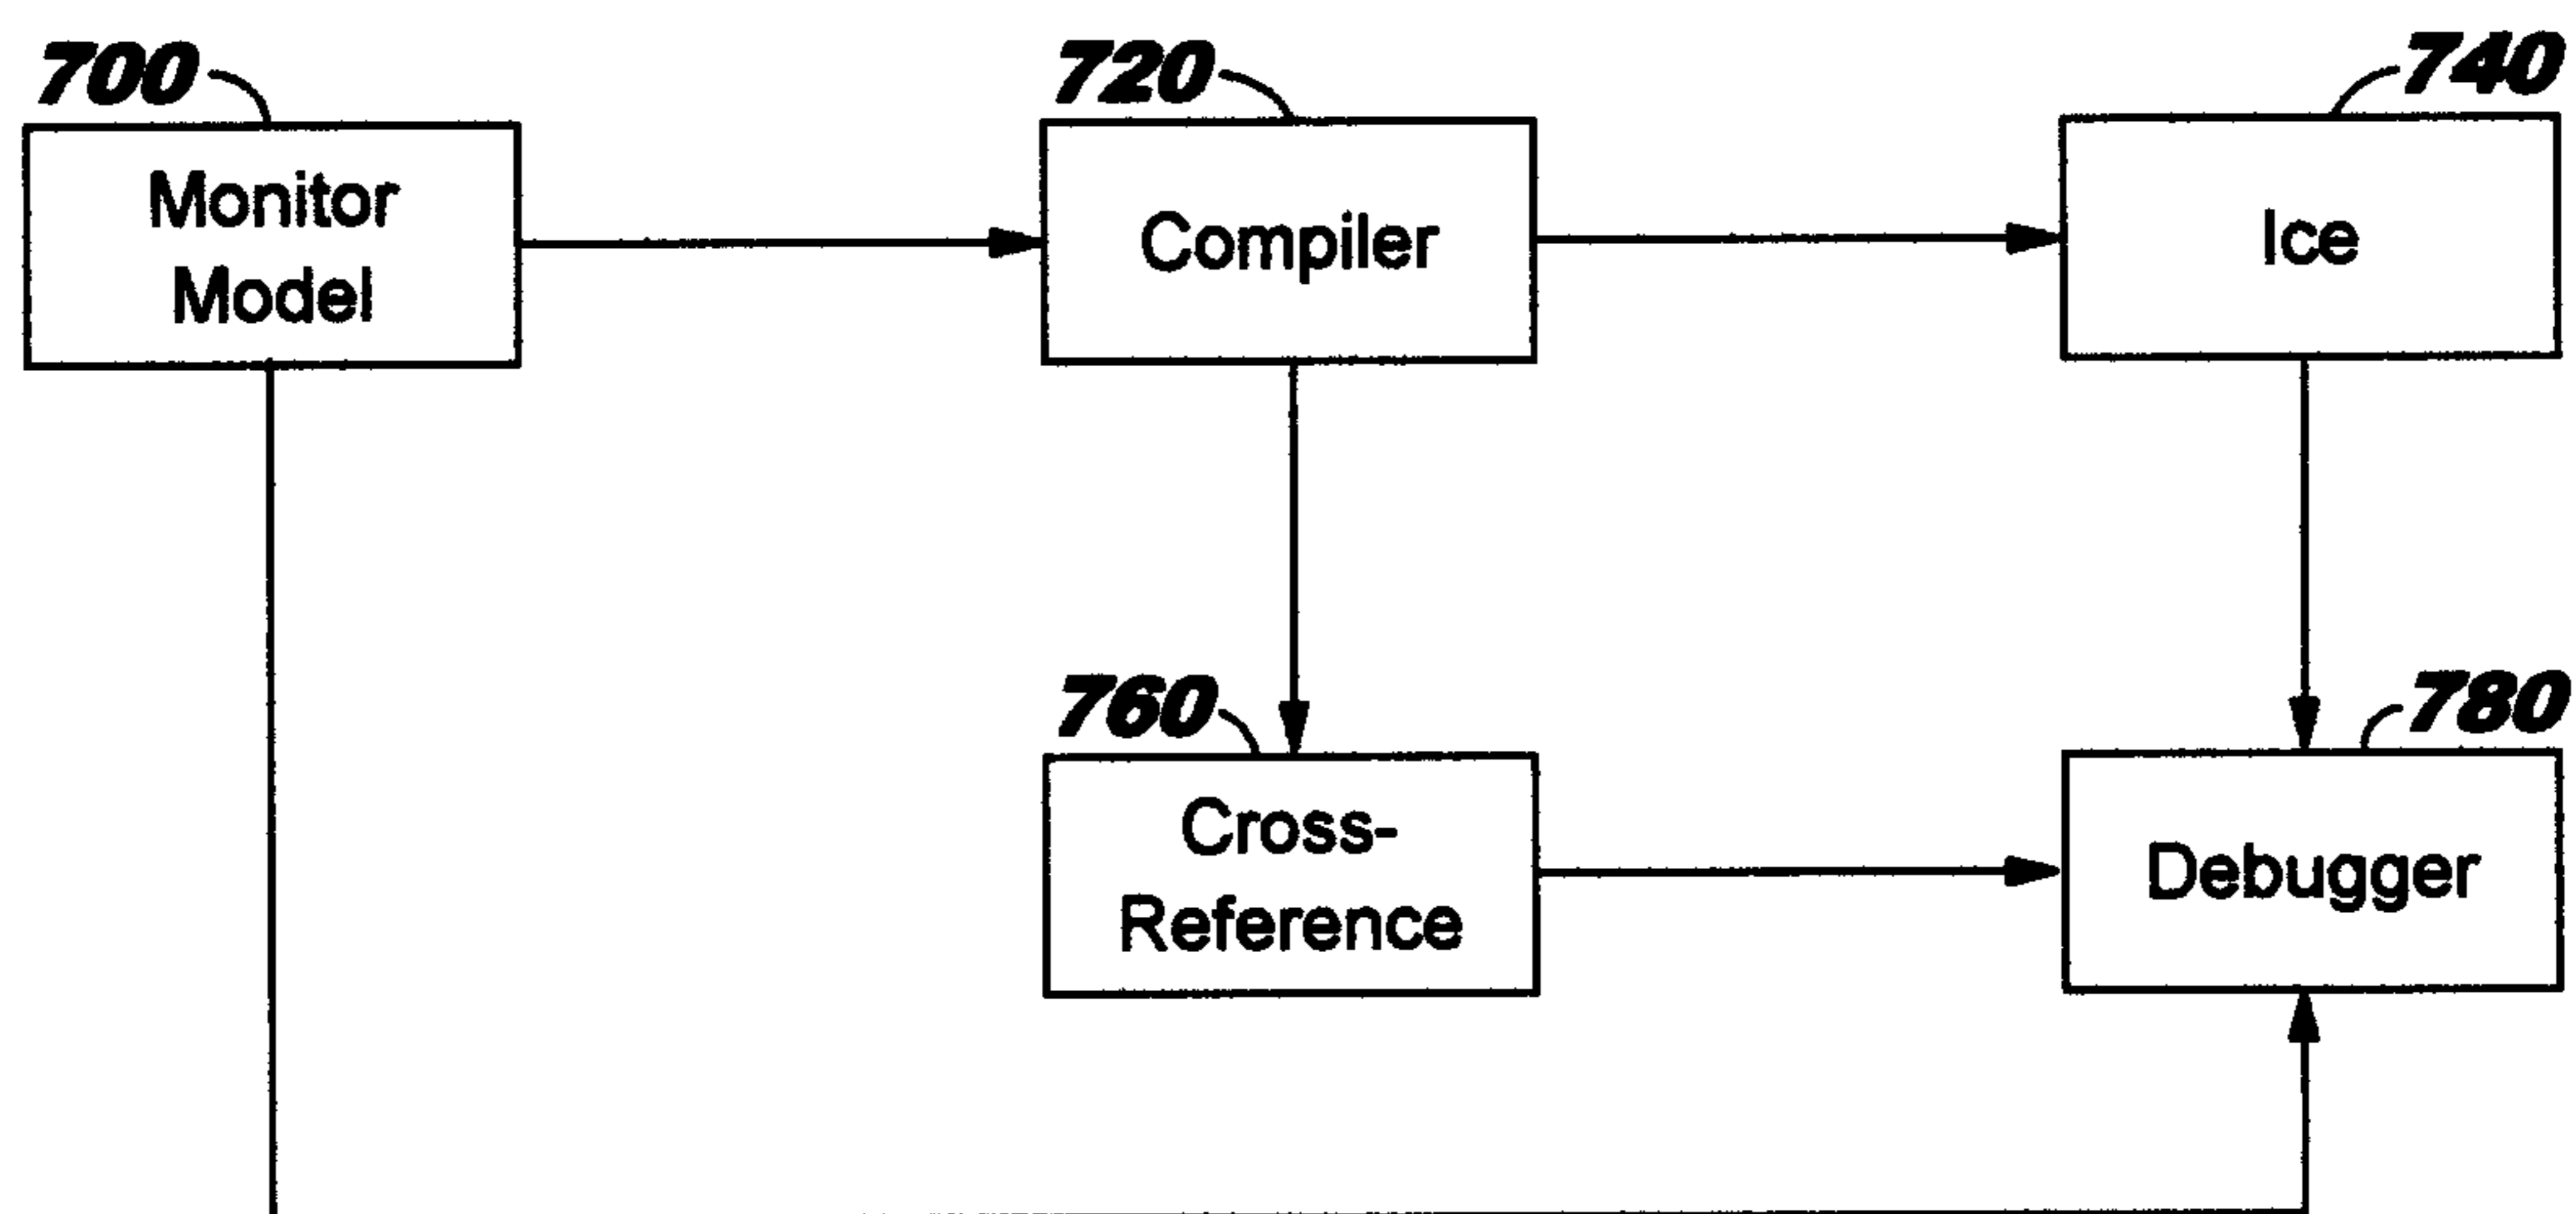 700
720
740
Monitor
Model
Compiler
Ice
760
780
Cross-
Reference
Debugger